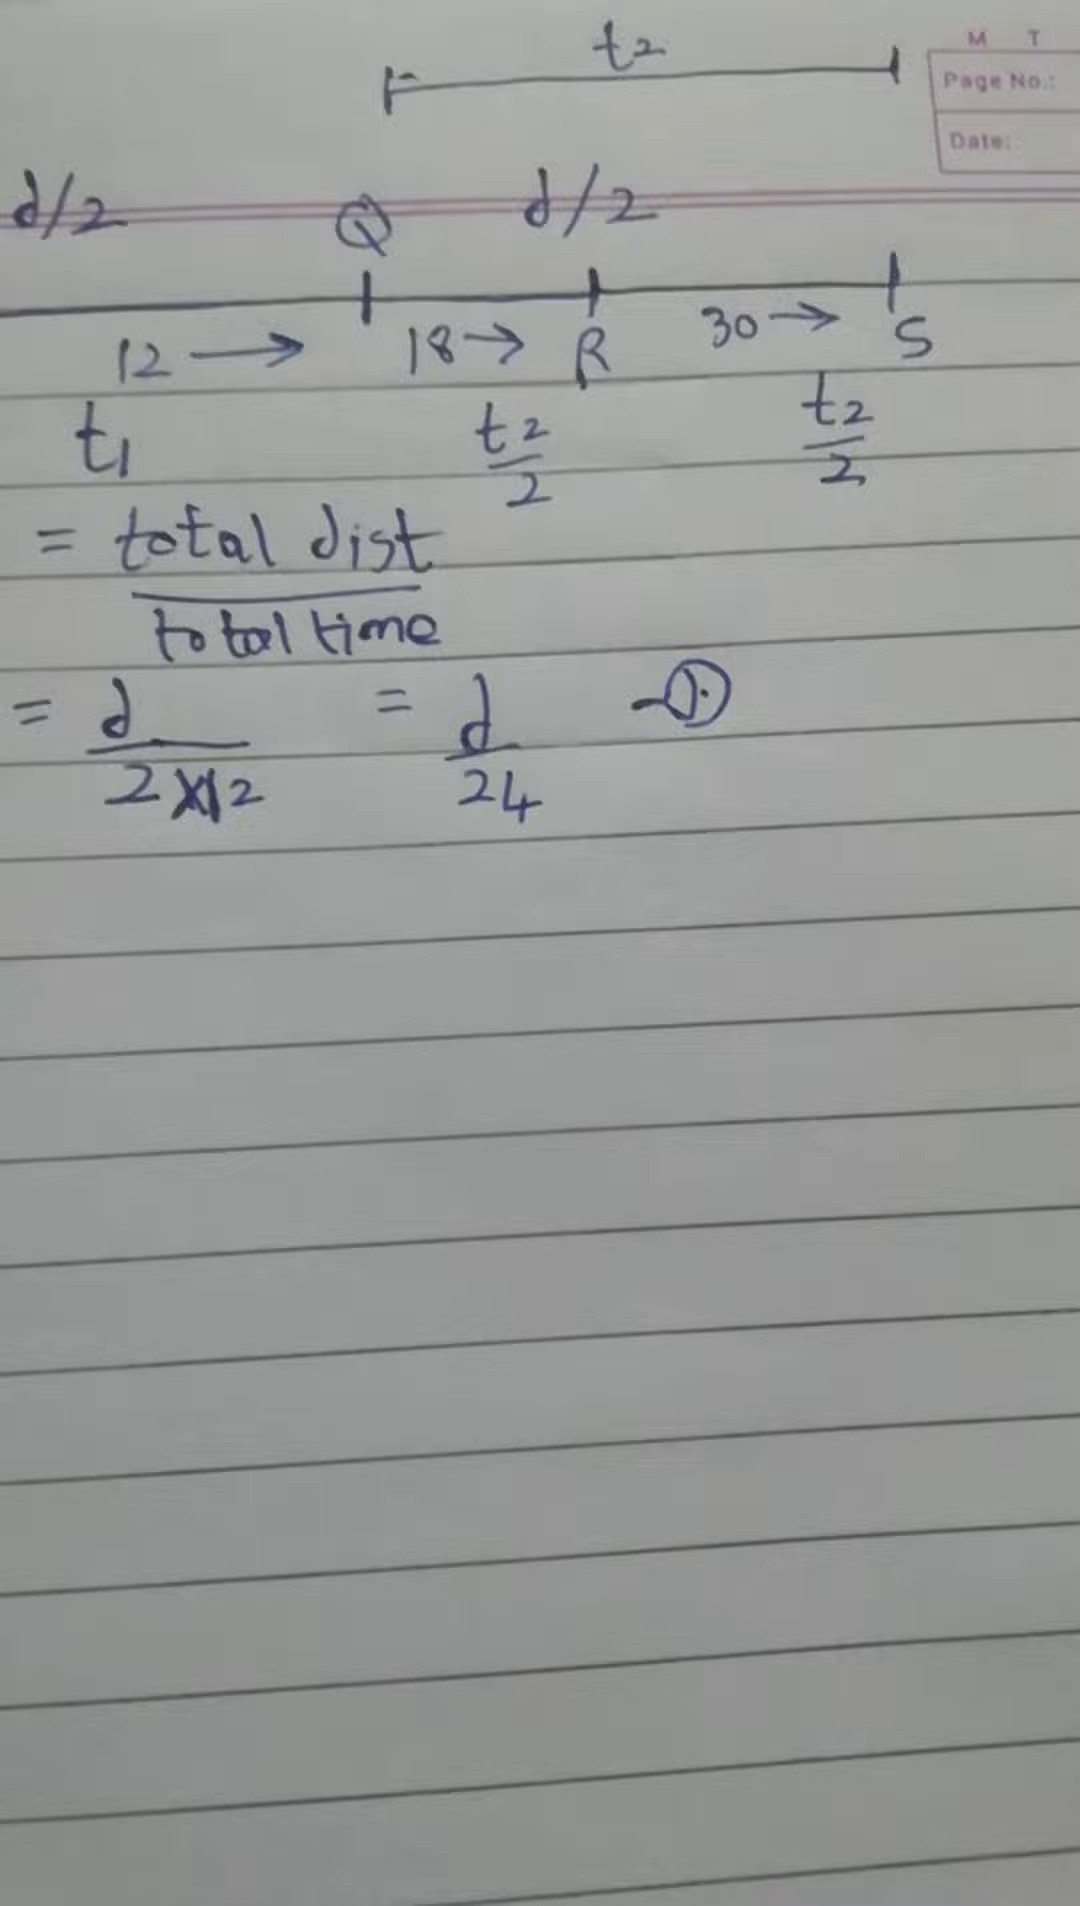 t2
M T
Page No.:
Date:
d/2 Q d/2
12 → 18 → R 30 → S
t1 t2/2 t2/2
= total dist
total time
= d/2×12 = d/24 - 1.